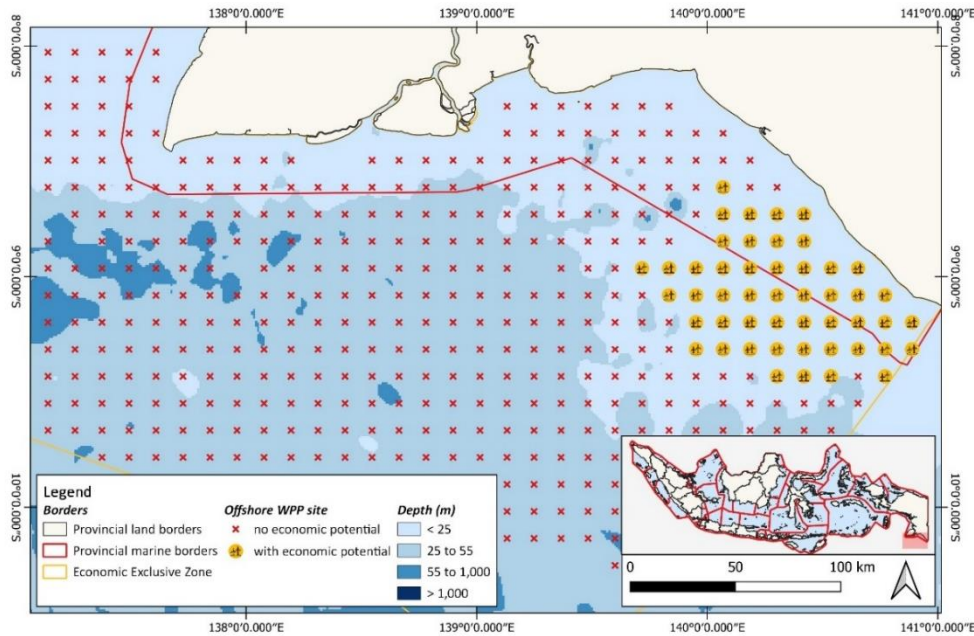 138°0'0.000"E 139°0'0.000"E 140°0'0.000"E 141°0'0.000"E
8°0'0.000"S 8°0'0.000"S
9°0'0.000"S 9°0'0.000"S
10°0'0.000"S 10°0'0.000"S
Legend
Borders
Provincial land borders
Provincial marine borders
Economic Exclusive Zone
Offshore WPP site
no economic potential
with economic potential
Depth (m)
< 25
25 to 55
55 to 1,000
> 1,000
0 50 100 km
138°0'0.000"E 139°0'0.000"E 140°0'0.000"E 141°0'0.000"E